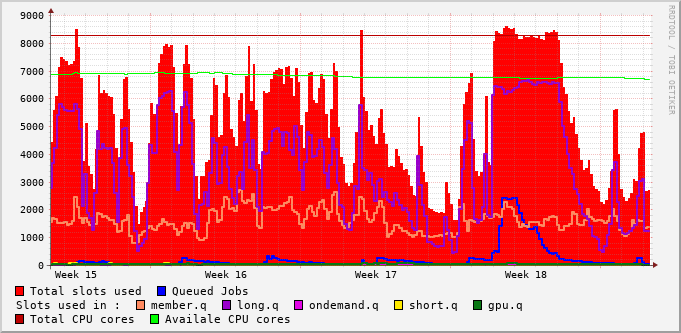 9000
8000
7000
6000
5000
4000
3000
2000
1000
0
Week 15 Week 16 Week 17 Week 18
RRDTOOL / TOBI OETIKER
Total slots used Queued Jobs
Slots used in : member.q long.q ondemand.q short.q gpu.q
Total CPU cores Availale CPU cores